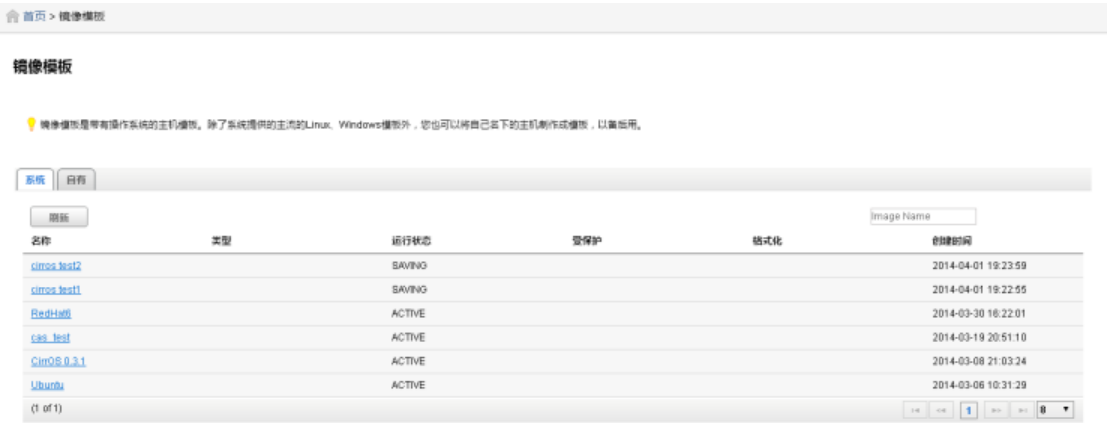 首页 > 镜像模板
镜像模板
镜像模板是带有操作系统的主机模板。除了系统提供的主流的Linux、Windows模板外，您也可以将自己名下的主机制作成模板，以备后用。
系统 自有
刷新 Image Name
名称 类型 运行状态 受保护 格式化 创建时间
cirros.test2 SAVING 2014-04-01 19:23:59
cirros.test1 SAVING 2014-04-01 19:22:55
RedHat6 ACTIVE 2014-03-30 16:22:01
cas_test ACTIVE 2014-03-19 20:51:10
CirrOS 0.3.1 ACTIVE 2014-03-08 21:03:24
Ubuntu ACTIVE 2014-03-06 10:31:29
(1 of 1) 1 8